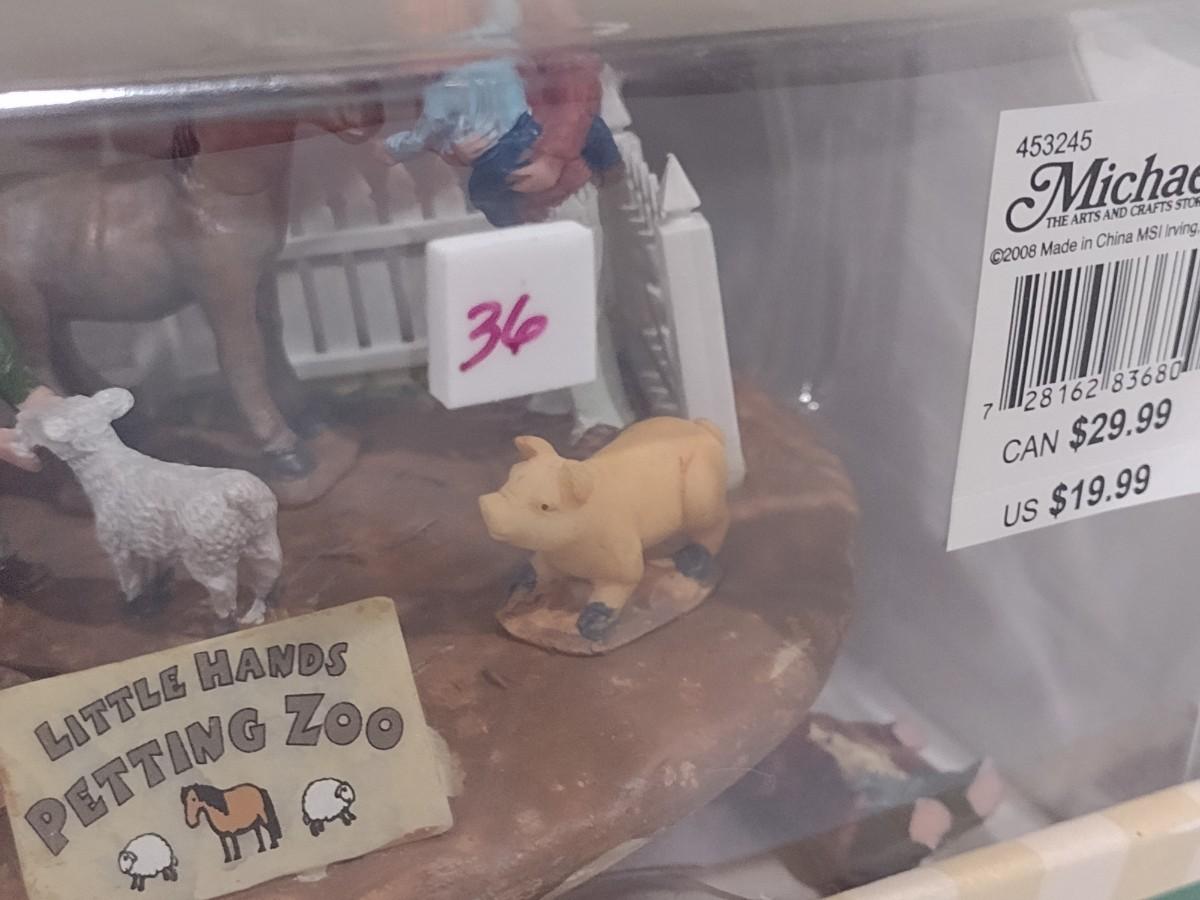 453245
Michae
THE ARTS AND CRAFTS STOR
©2008 Made in China MSI Irving,
7 28162 83680
CAN $29.99
US $19.99
36
LITTLE HANDS
PETTING ZOO